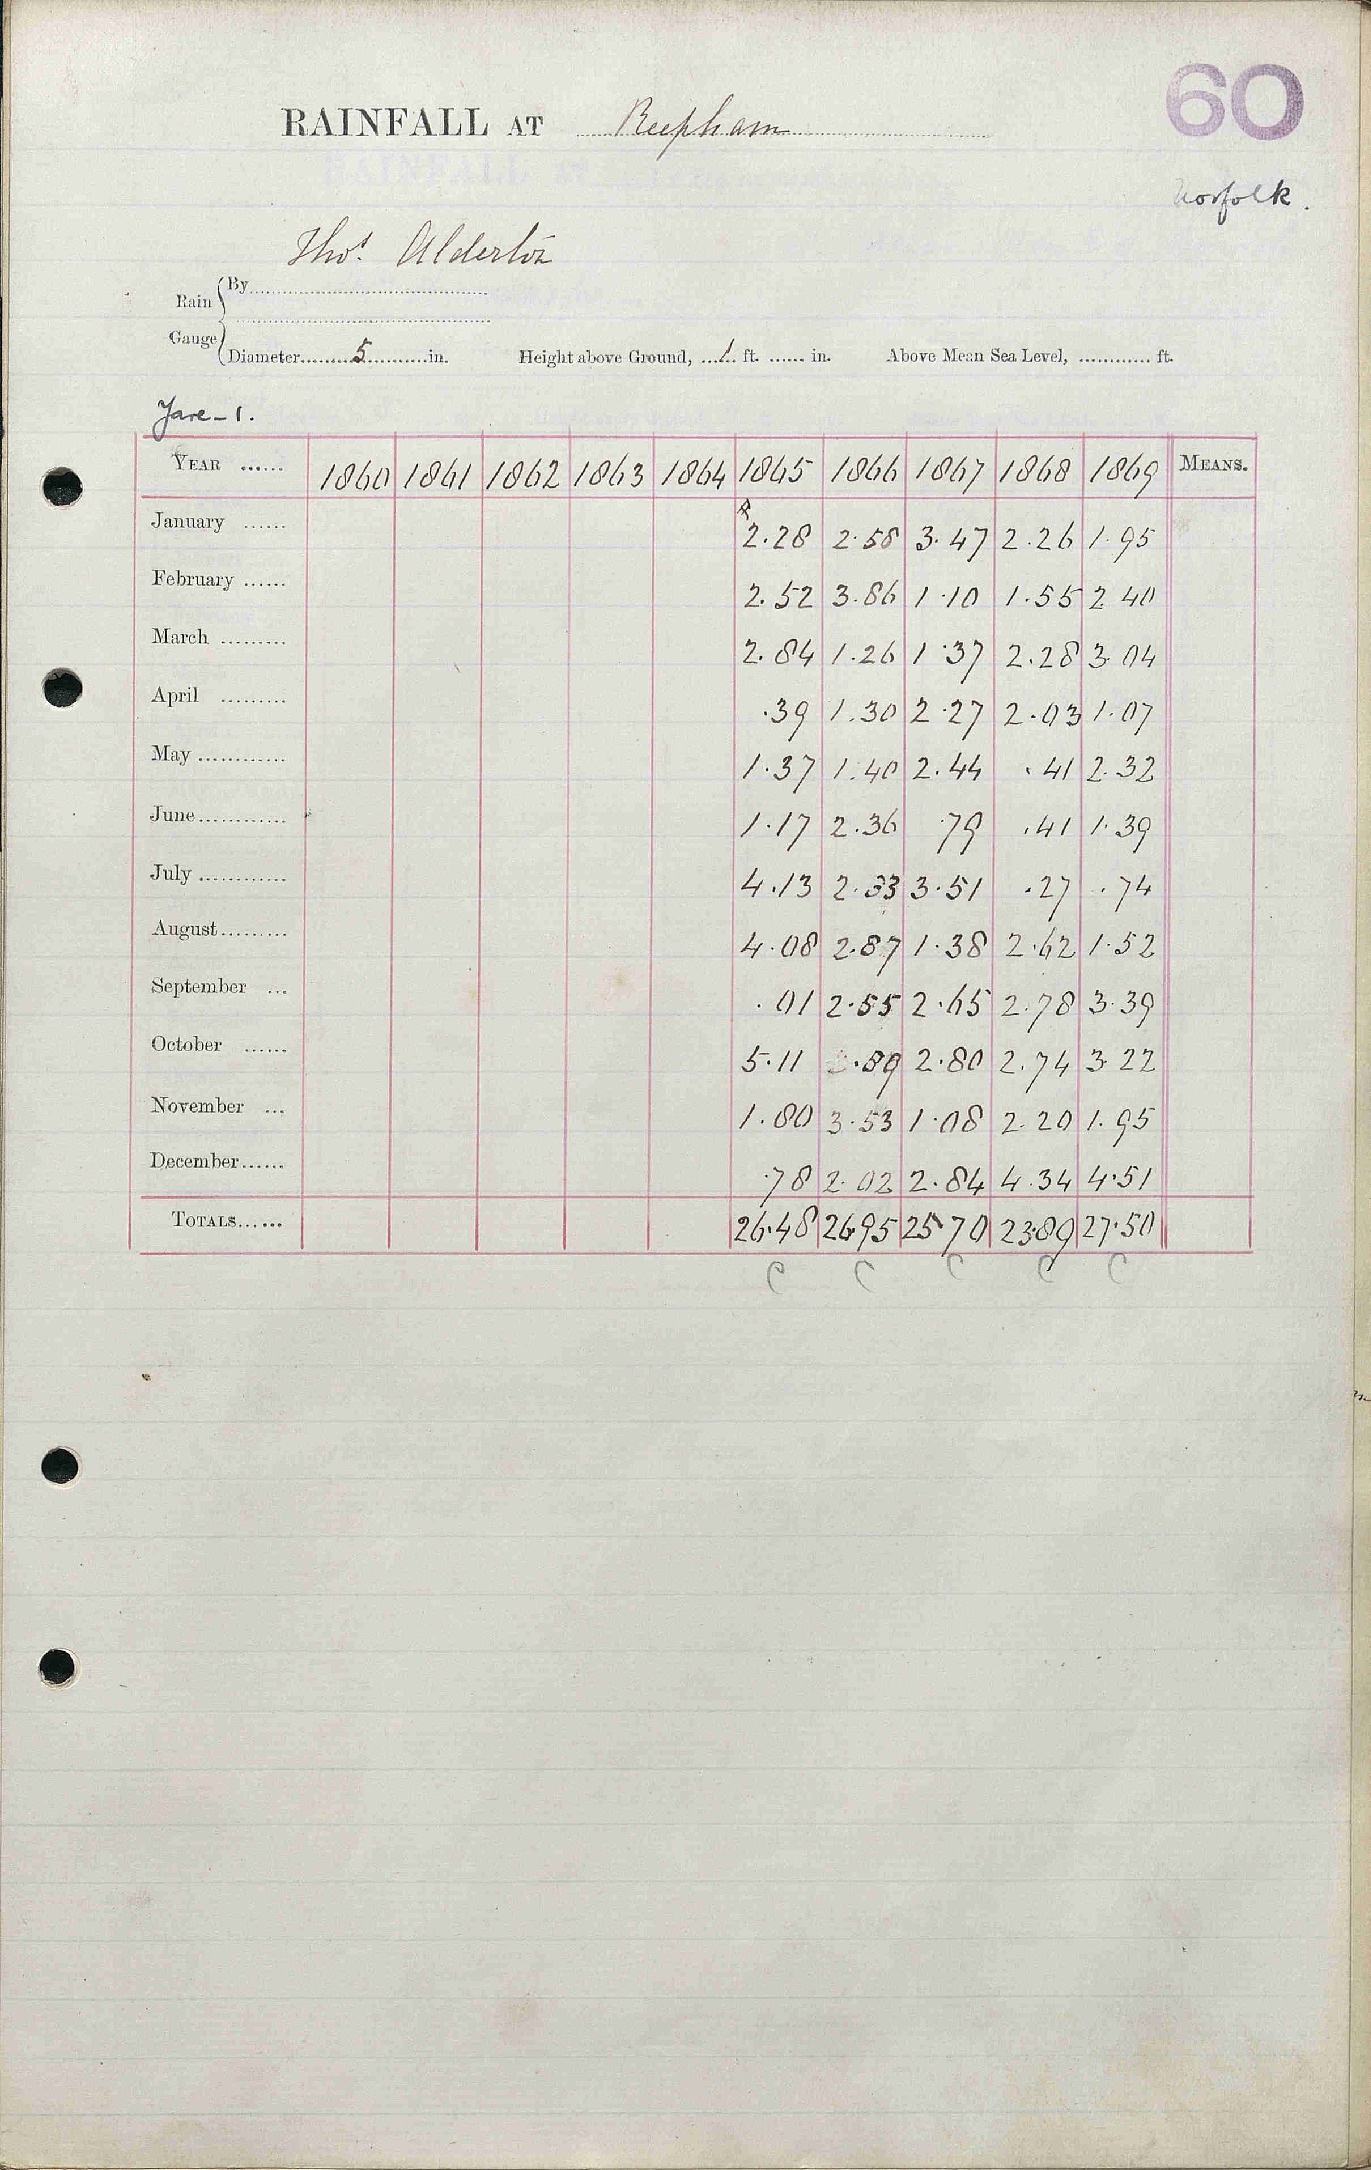 60
RAINFALL AT Reepham
Norfolk.
Thos. Alderton
Rain Gauge
By
Diameter 5 in. Height above Ground, 1 ft. in. Above Mean Sea Level, ft.
Yare - 1.
YEAR 1860 1861 1862 1863 1864 1865 1866 1867 1868 1869 MEANS.
January 2.28 2.58 3.47 2.26 1.95
February 2.52 3.86 1.10 1.55 2 40
March 2.84 1.26 1.37 2.28 3 04
April .39 1.30 2.27 2.03 1.07
May 1.37 1.40 2.44 .41 2.32
June 1.17 2.36 .79 .41 1.39
July 4.13 2.33 3.51 .27 .74
August 4.08 2.87 1.38 2.62 1.52
September .01 2.55 2.65 2.78 3.39
October 5.11 .89 2.80 2.74 3 22
November 1.80 3.53 1.08 2.20 1.95
December .78 2.02 2.84 4.34 4.51
TOTALS 26.48 26.95 25.70 23.89 27.50
C C C C C